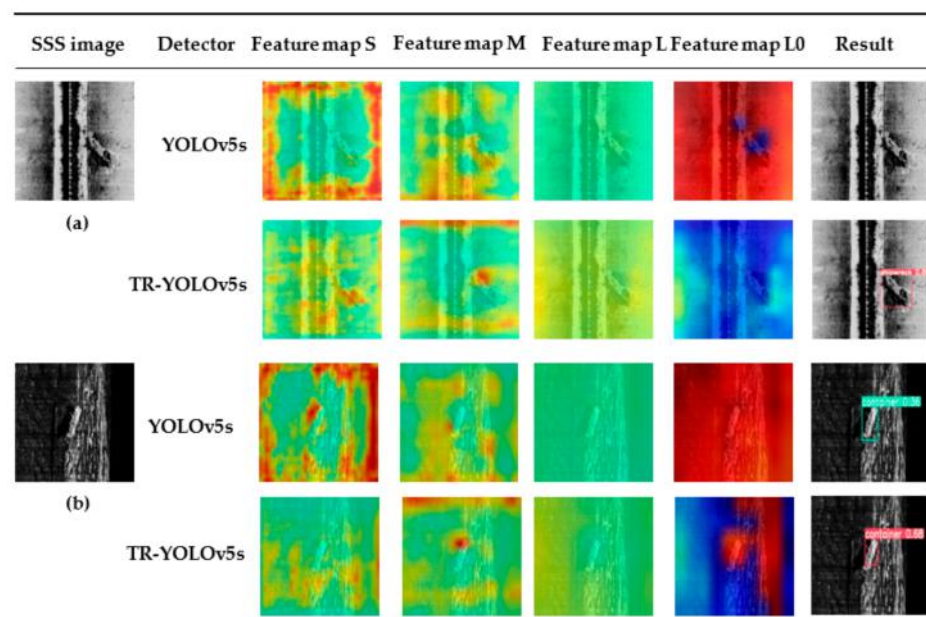 SSS image Detector Feature map S Feature map M Feature map L Feature map L0 Result
YOLOv5s
(a)
TR-YOLOv5s
YOLOv5s
container 0.36
(b)
TR-YOLOv5s
container 0.68